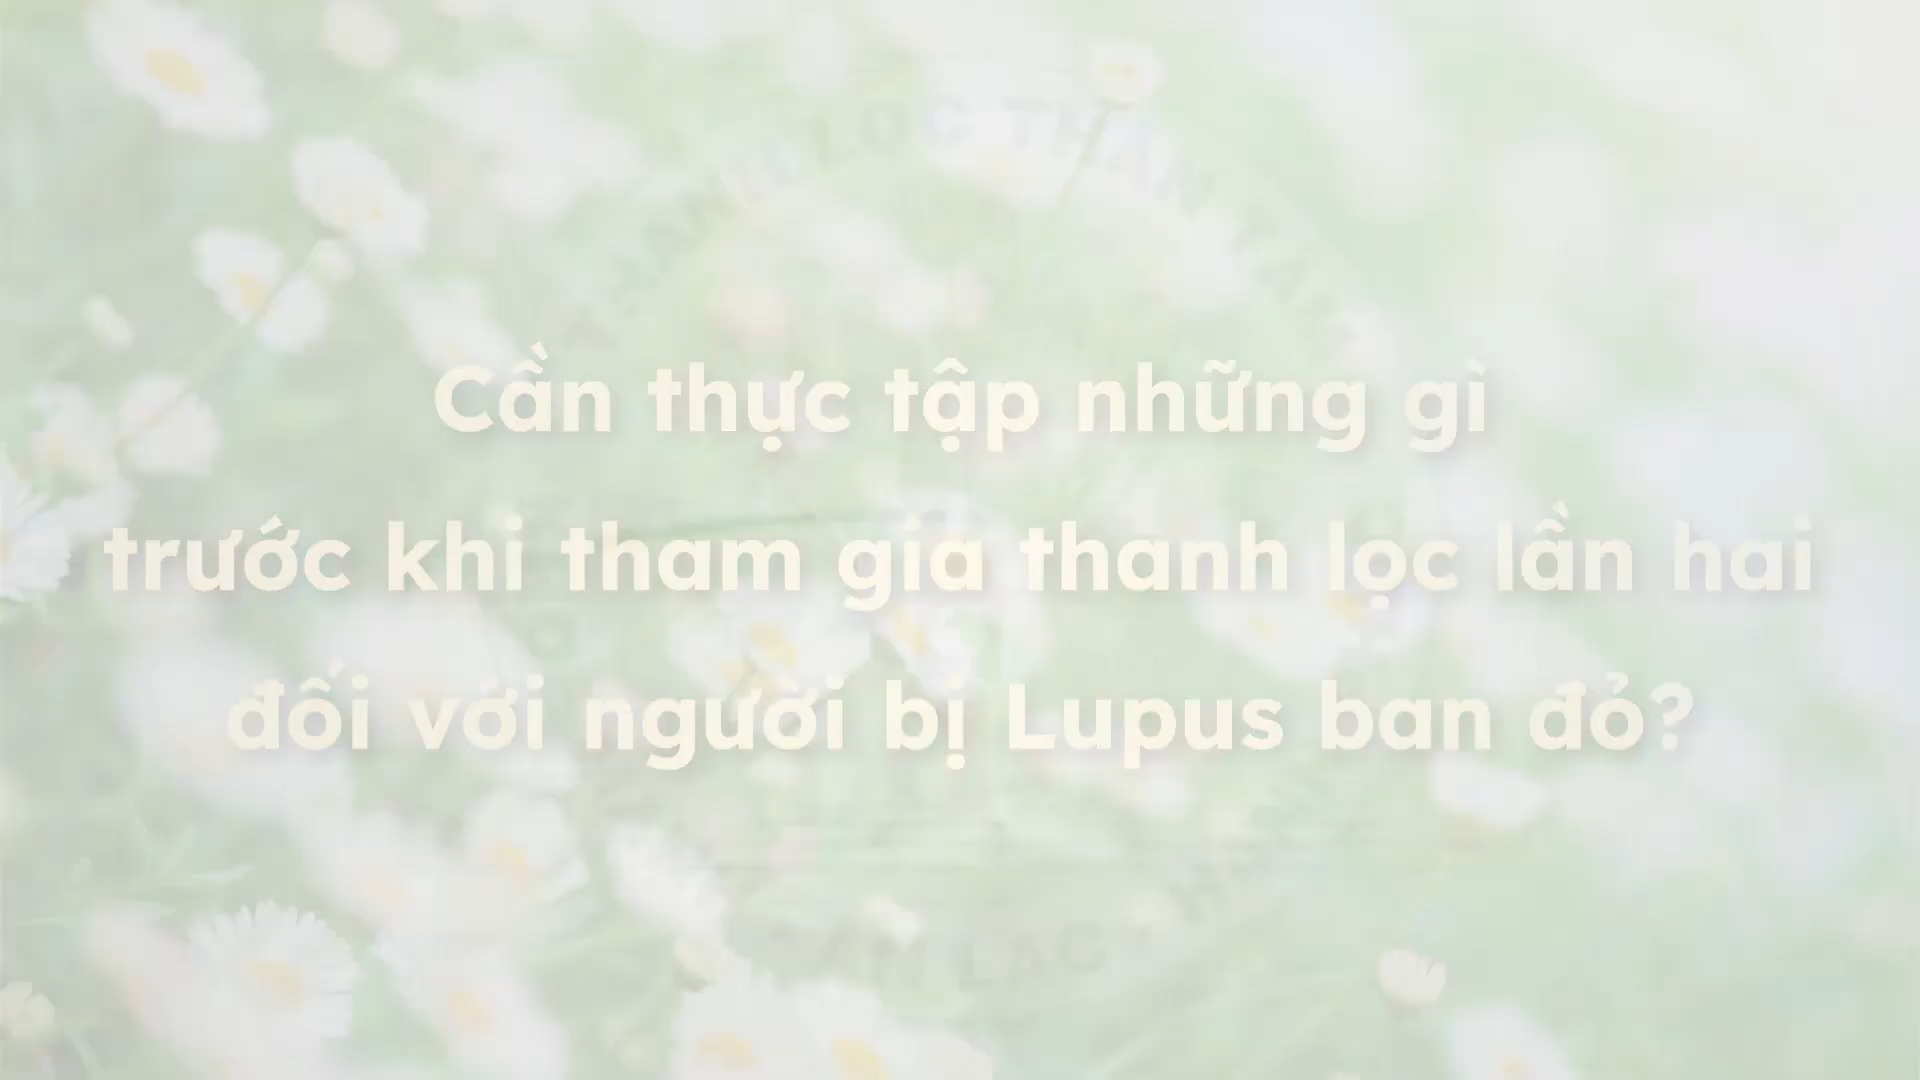 Cần thực tập những gì
trước khi tham gia thanh lọc lần hai
đối với người bị Lupus ban đỏ?